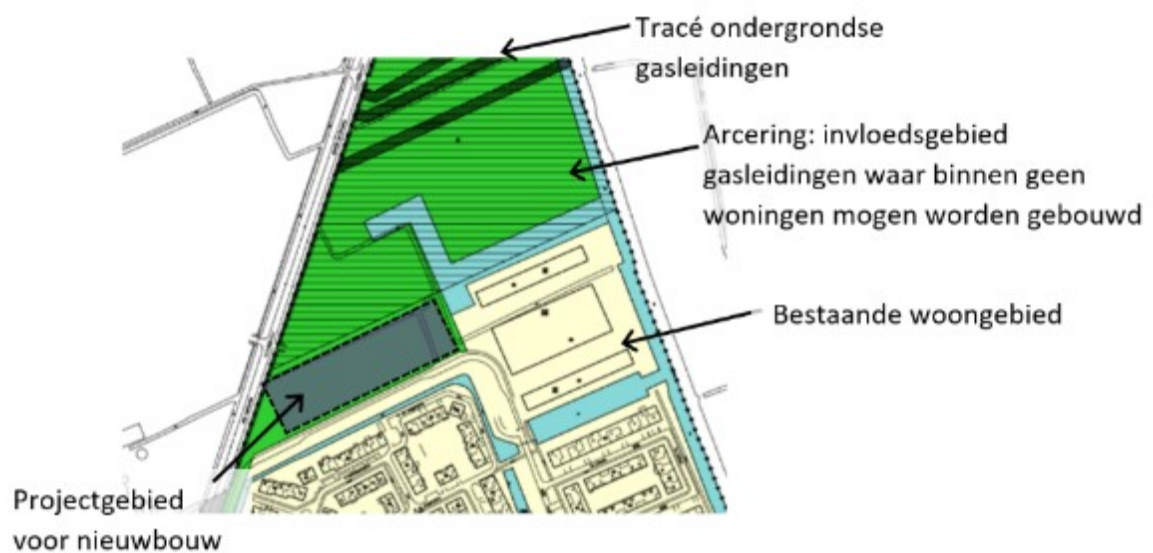 Tracé ondergrondse
gasleidingen
Arcering: invloedsgebied
gasleidingen waar binnen geen
woningen mogen worden gebouwd
Bestaande woongebied
Projectgebied
voor nieuwbouw